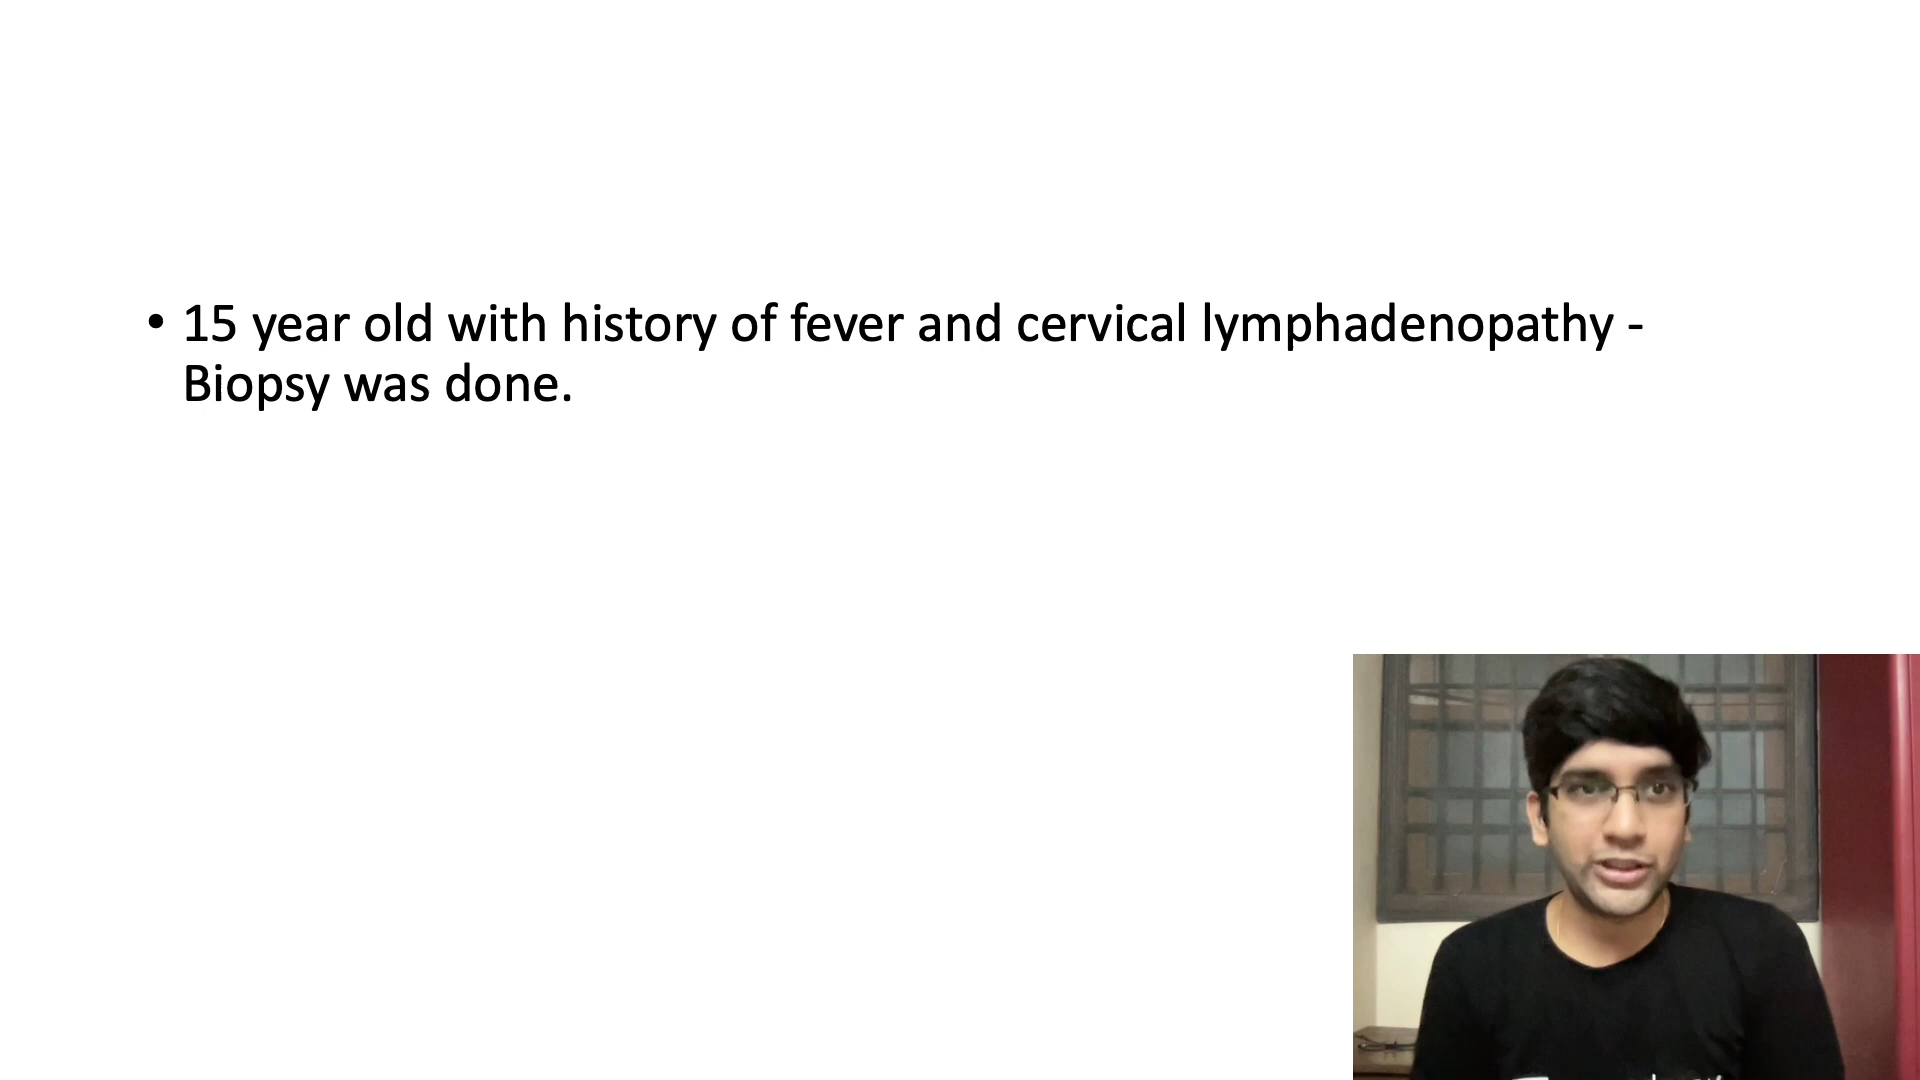 • 15 year old with history of fever and cervical lymphadenopathy -
Biopsy was done.